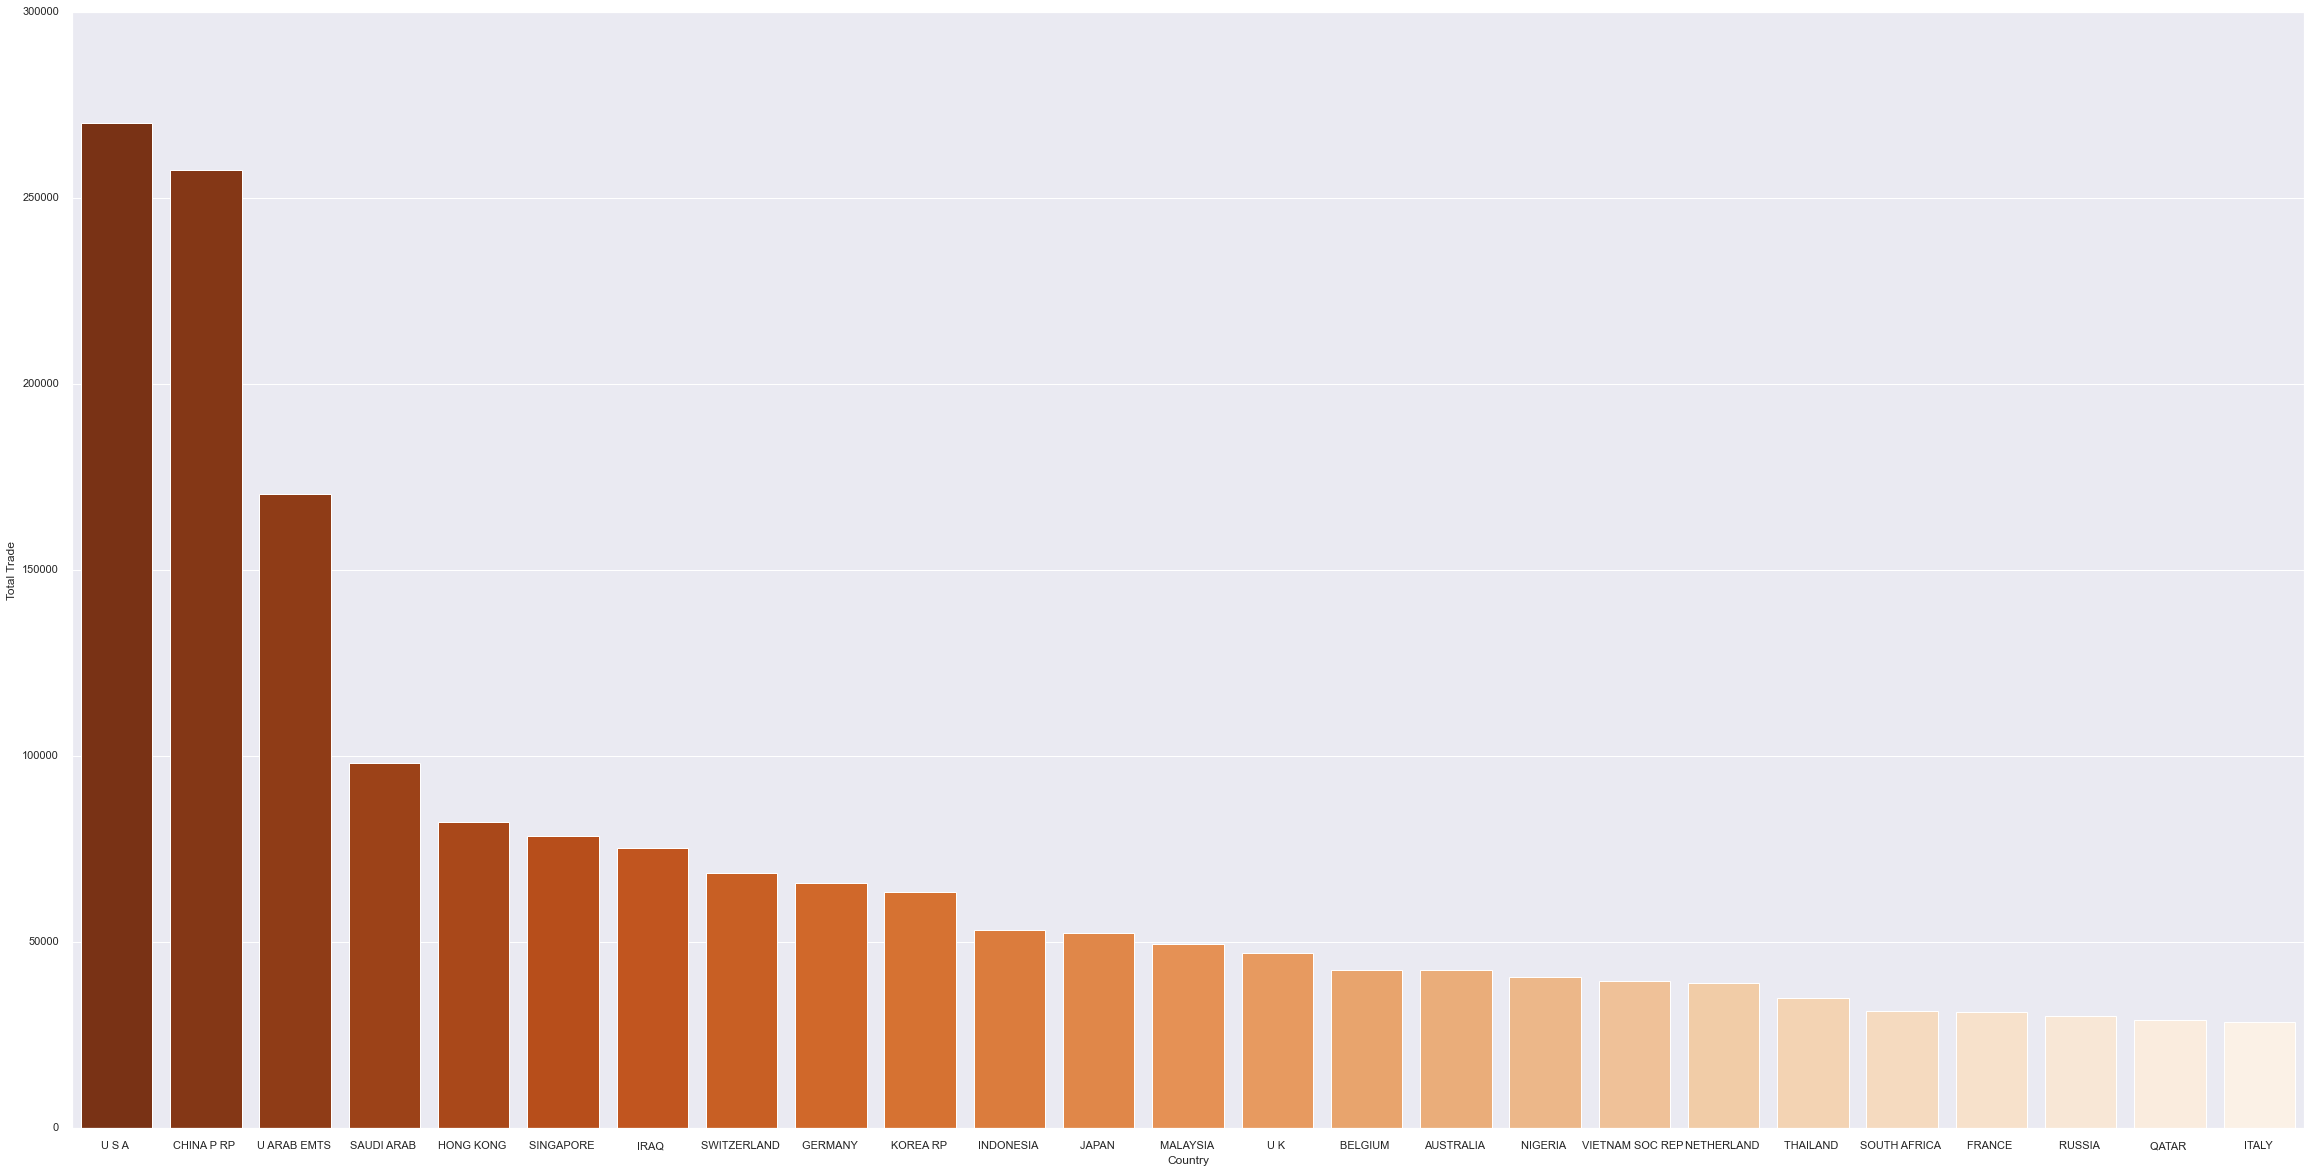 300000
250000
200000
150000
100000
50000
0
Total Trade
U S A CHINA P RP U ARAB EMTS SAUDI ARAB HONG KONG SINGAPORE IRAQ SWITZERLAND GERMANY KOREA RP INDONESIA JAPAN MALAYSIA U K BELGIUM AUSTRALIA NIGERIA VIETNAM SOC REP NETHERLAND THAILAND SOUTH AFRICA FRANCE RUSSIA QATAR ITALY
Country